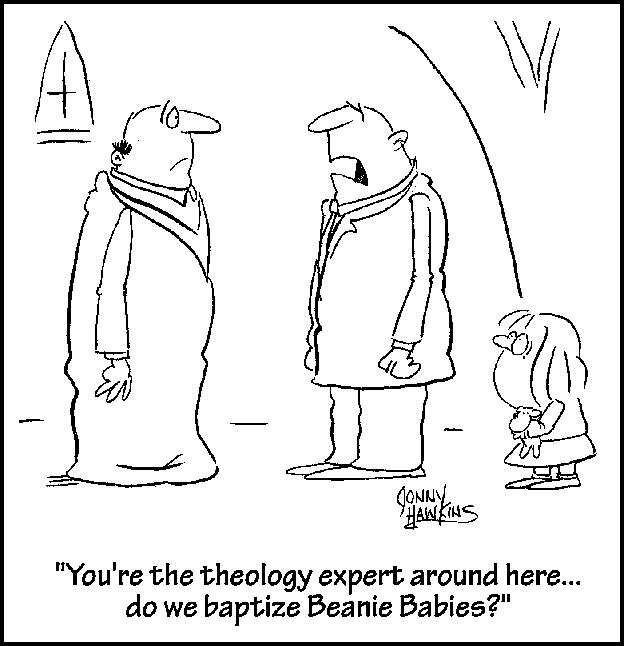 JONNY
HAWKINS
"You're the theology expert around here...
do we baptize Beanie Babies?"